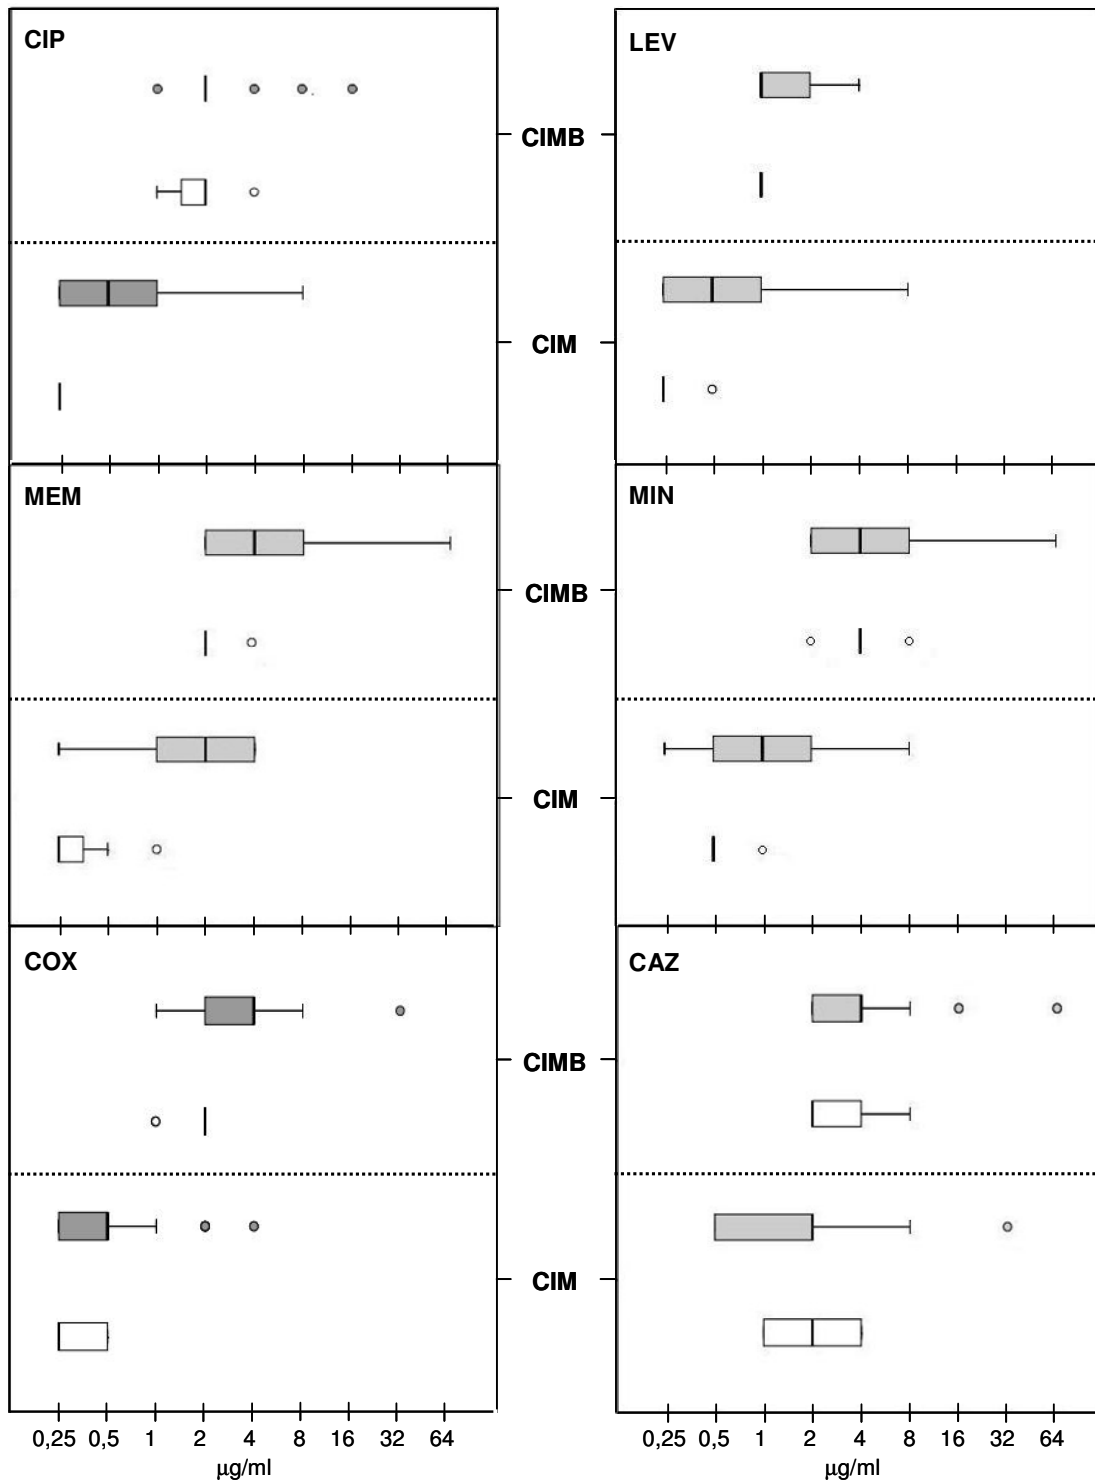 CIP
LEV
CIMB
CIM
MEM
MIN
CIMB
CIM
COX
CAZ
CIMB
CIM
0,25 0,5 1 2 4 8 16 32 64
0,25 0,5 1 2 4 8 16 32 64
µg/ml
µg/ml